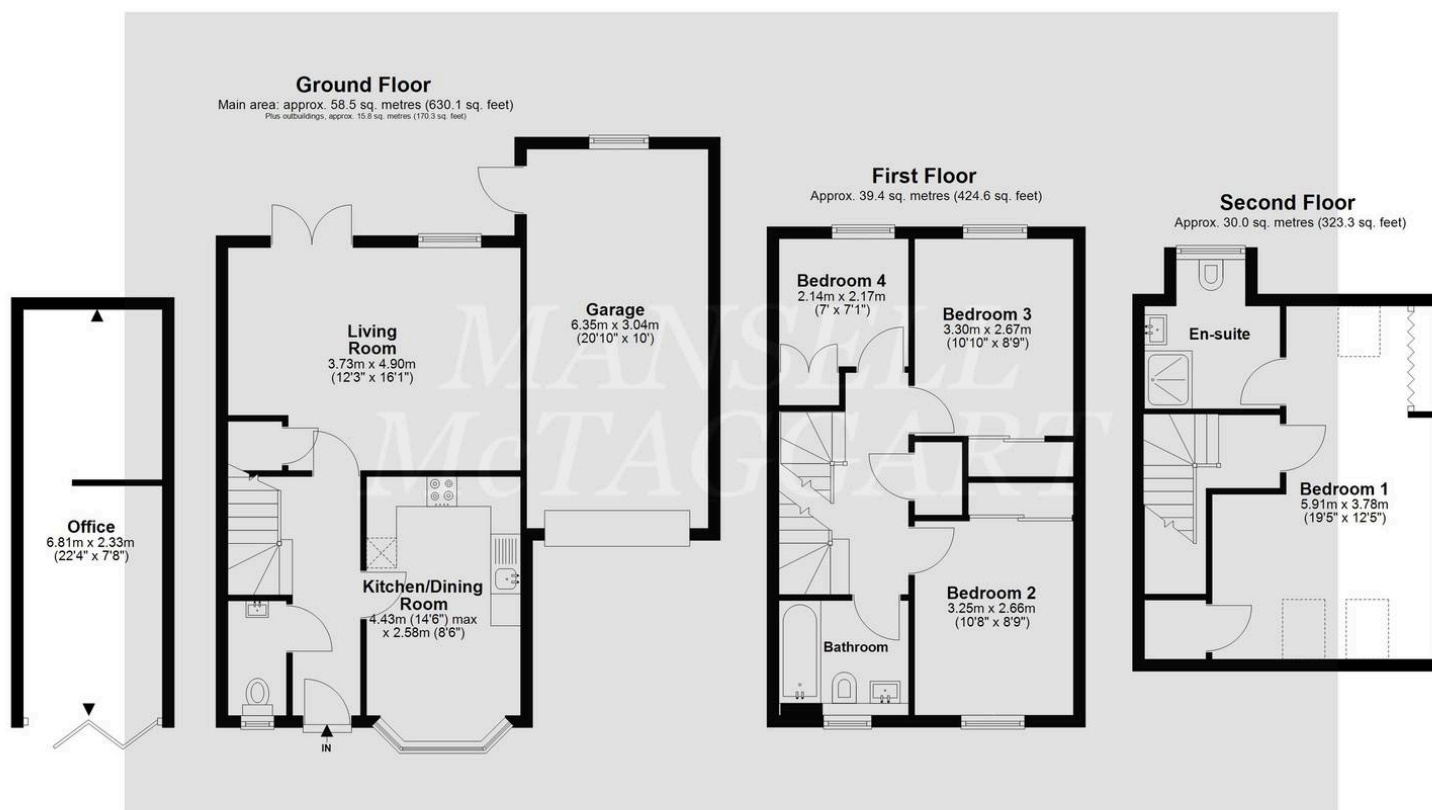 Ground Floor
Main area: approx. 58.5 sq. metres (630.1 sq. feet)
Plus outbuildings, approx. 15.8 sq. metres (170.3 sq. feet)
First Floor
Approx. 39.4 sq. metres (424.6 sq. feet)
Second Floor
Approx. 30.0 sq. metres (323.3 sq. feet)
Office
6.81m x 2.33m
(22'4" x 7'8")
Living
Room
3.73m x 4.90m
(12'3" x 16'1")
Garage
6.35m x 3.04m
(20'10" x 10')
Kitchen/Dining
Room
4.43m (14'6") max
x 2.58m (8'6")
IN
Bedroom 4
2.14m x 2.17m
(7' x 7'1")
Bedroom 3
3.30m x 2.67m
(10'10" x 8'9")
Bedroom 2
3.25m x 2.66m
(10'8" x 8'9")
Bathroom
En-suite
Bedroom 1
5.91m x 3.78m
(19'5" x 12'5")
MANSELL
McTAGGART